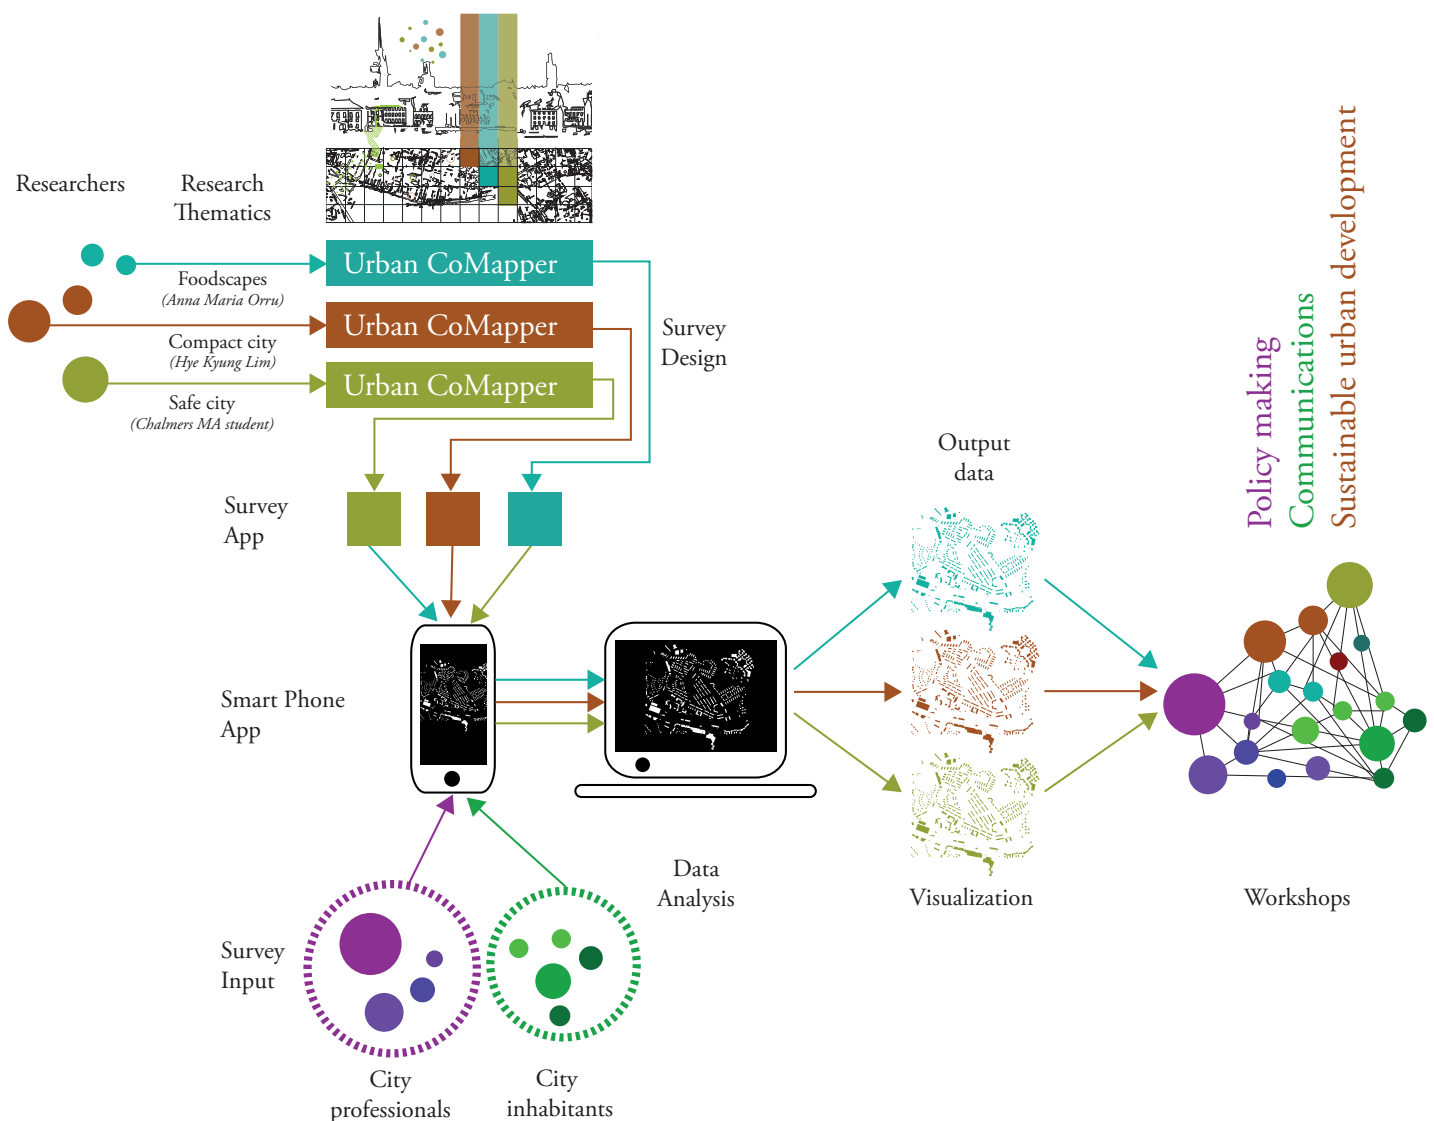 Researchers
Research
Thematics
Urban CoMapper
Foodscapes
(Anna Maria Orru)
Urban CoMapper
Compact city
(Hye Kyung Lim)
Urban CoMapper
Safe city
(Chalmers MA student)
Survey
Design
Survey
App
Smart Phone
App
Data
Analysis
Output
data
Visualization
Policy making
Communications
Sustainable urban development
Workshops
Survey
Input
City
professionals
City
inhabitants